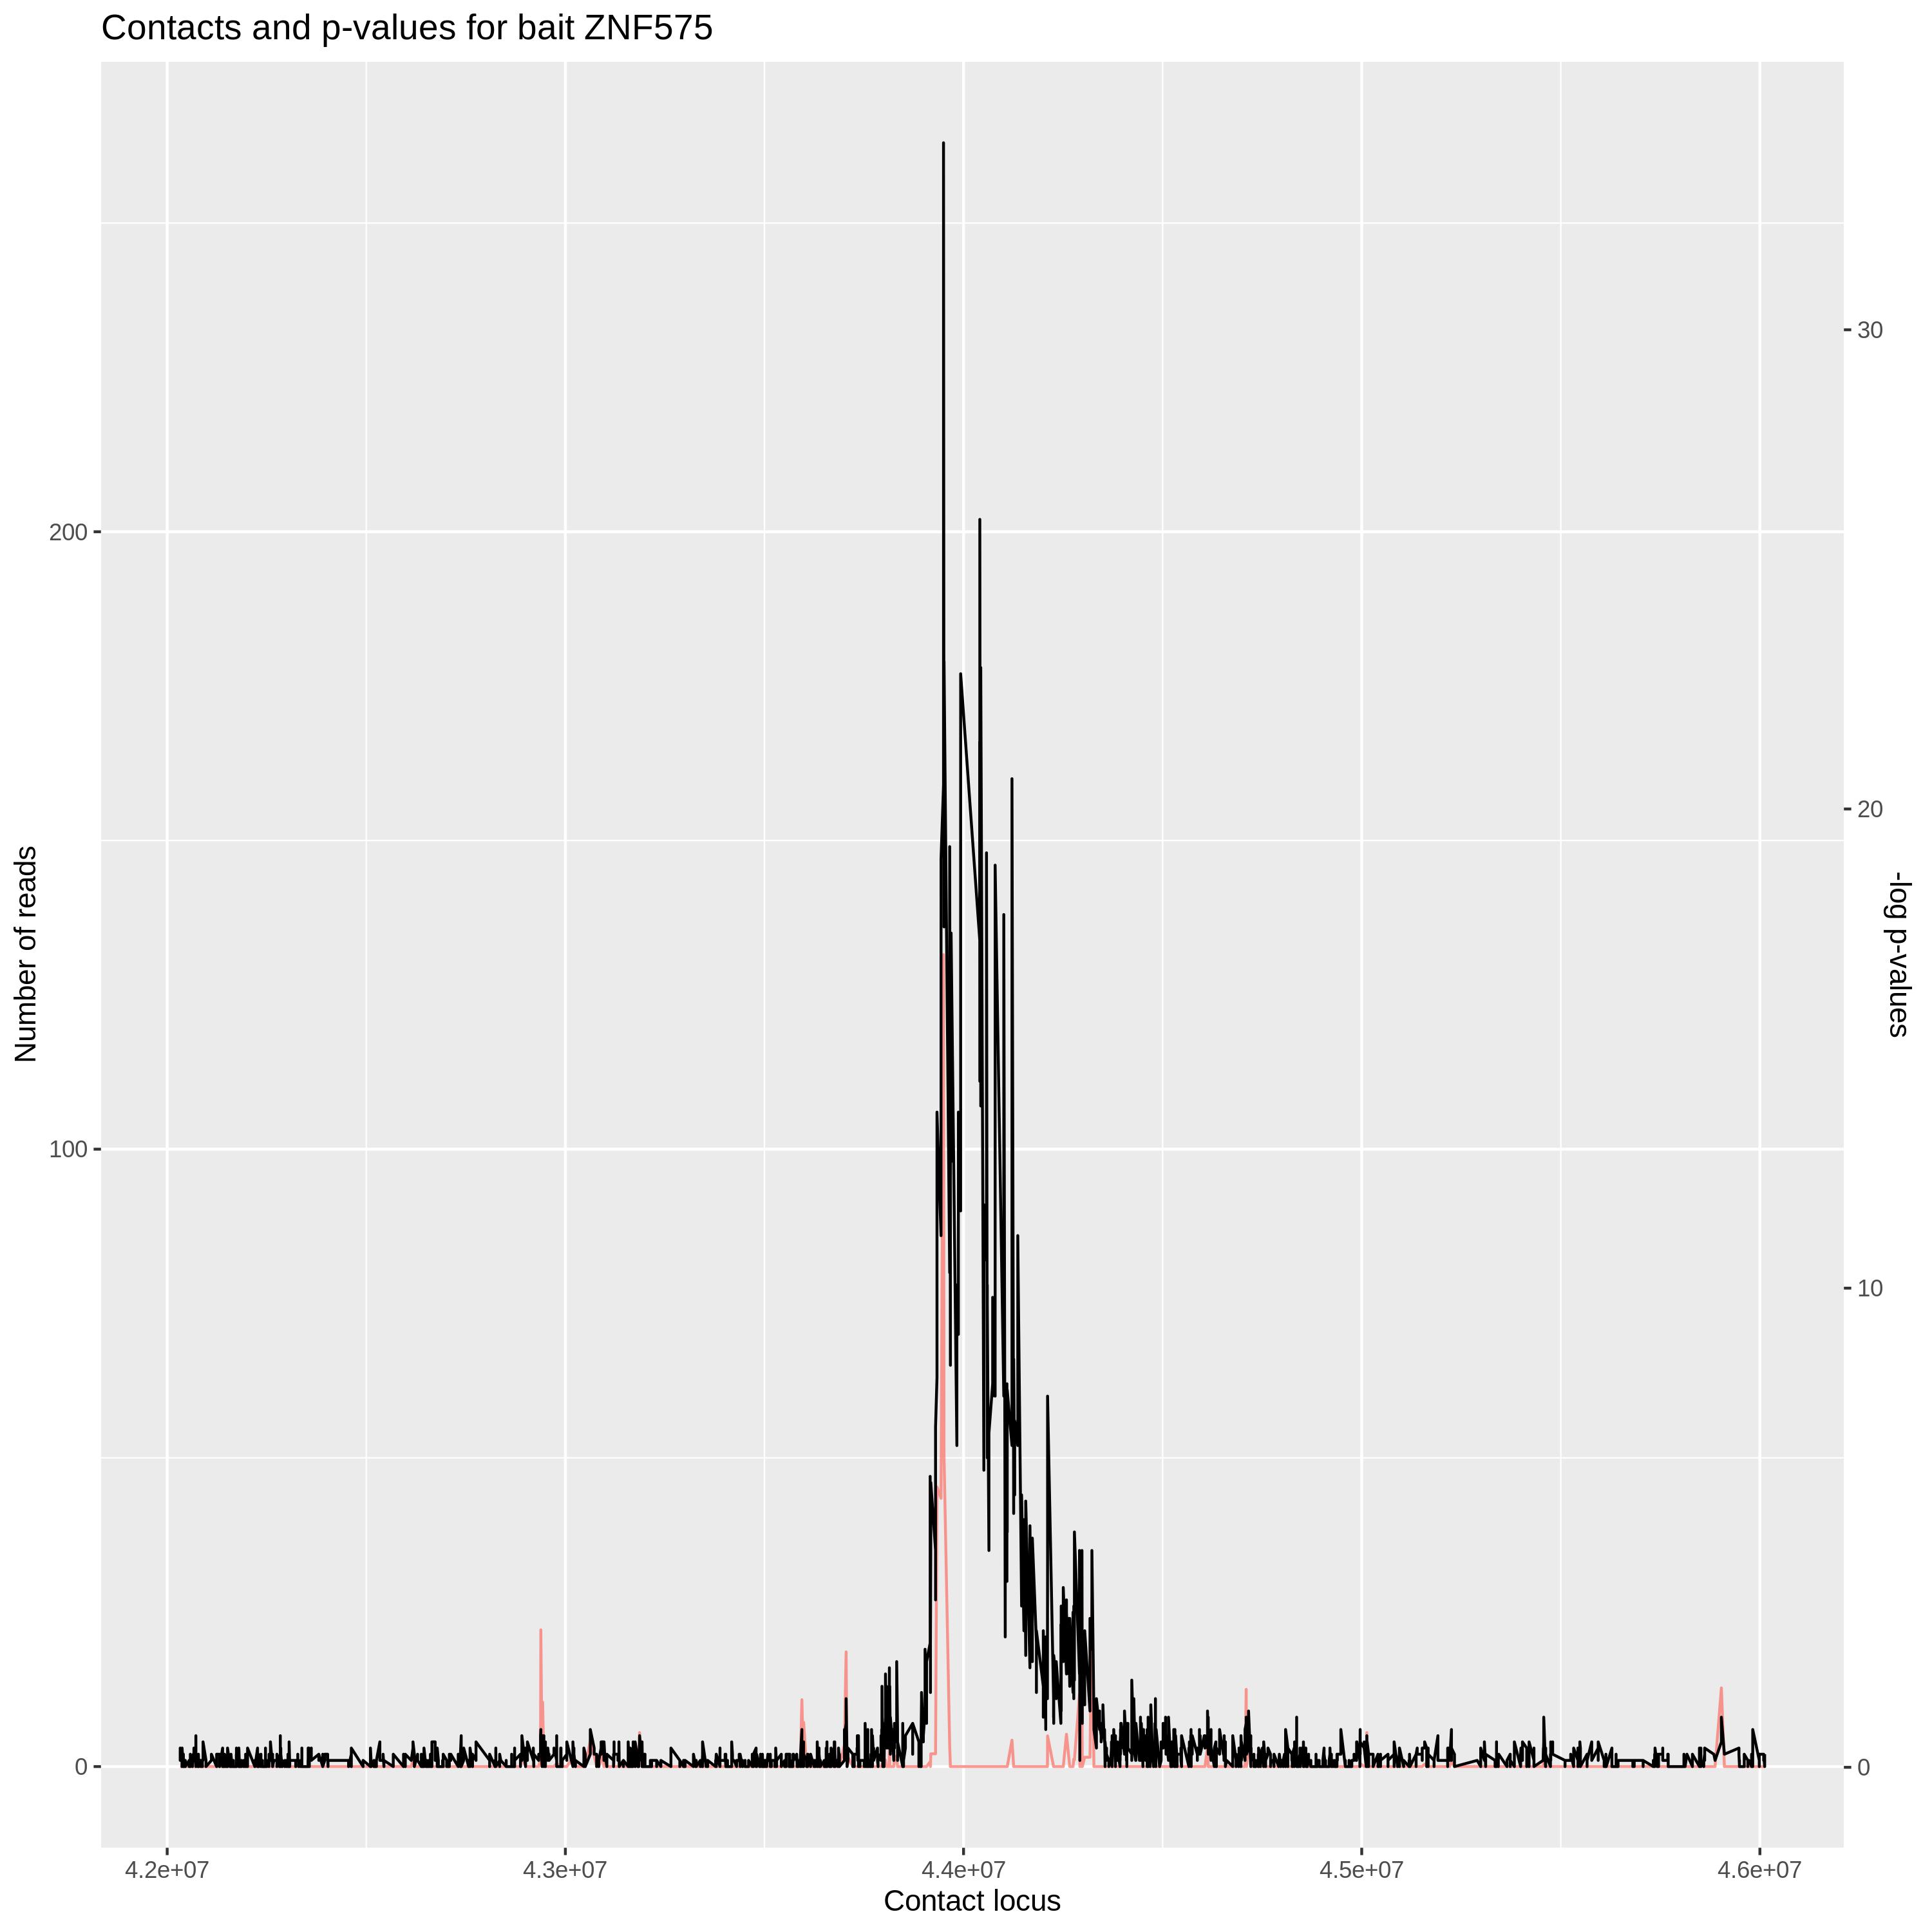 Contacts and p-values for bait ZNF575
Number of reads
200
100
0
30
20
10
0
-log p-values
4.2e+07
4.3e+07
4.4e+07
4.5e+07
4.6e+07
Contact locus